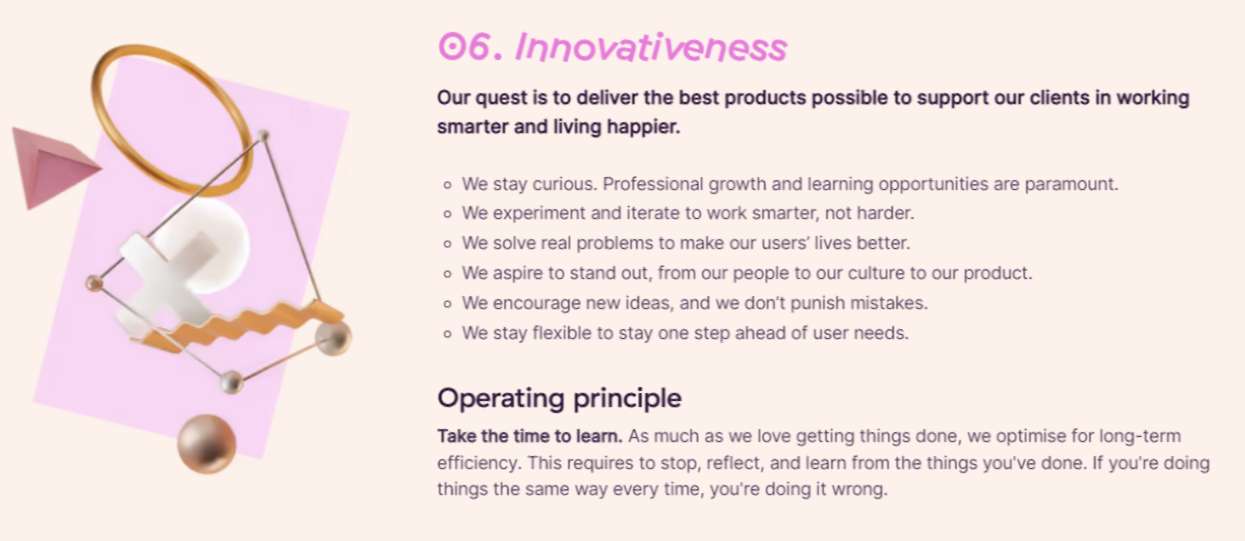 06. Innovativeness
Our quest is to deliver the best products possible to support our clients in working
smarter and living happier.
◦ We stay curious. Professional growth and learning opportunities are paramount.
◦ We experiment and iterate to work smarter, not harder.
◦ We solve real problems to make our users’ lives better.
◦ We aspire to stand out, from our people to our culture to our product.
◦ We encourage new ideas, and we don’t punish mistakes.
◦ We stay flexible to stay one step ahead of user needs.
Operating principle
Take the time to learn. As much as we love getting things done, we optimise for long-term
efficiency. This requires to stop, reflect, and learn from the things you've done. If you're doing
things the same way every time, you're doing it wrong.